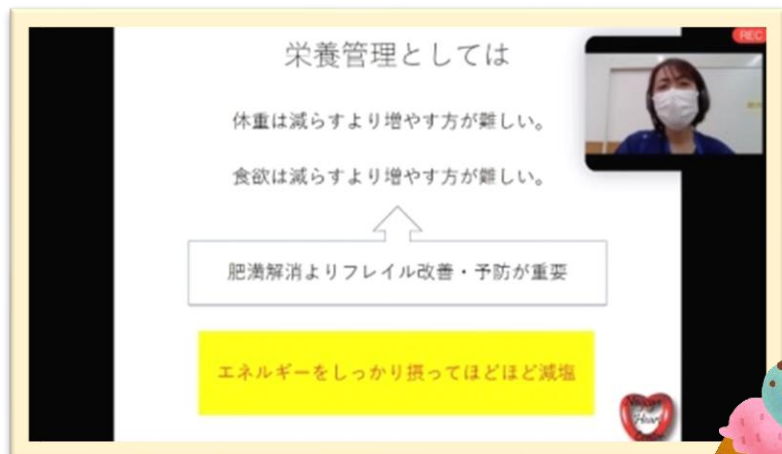 栄養管理としては
REC
体重は減らすより増やす方が難しい。
食欲は減らすより増やす方が難しい。
肥満解消よりフレイル改善・予防が重要
エネルギーをしっかり摂ってほどほど減塩
Heart